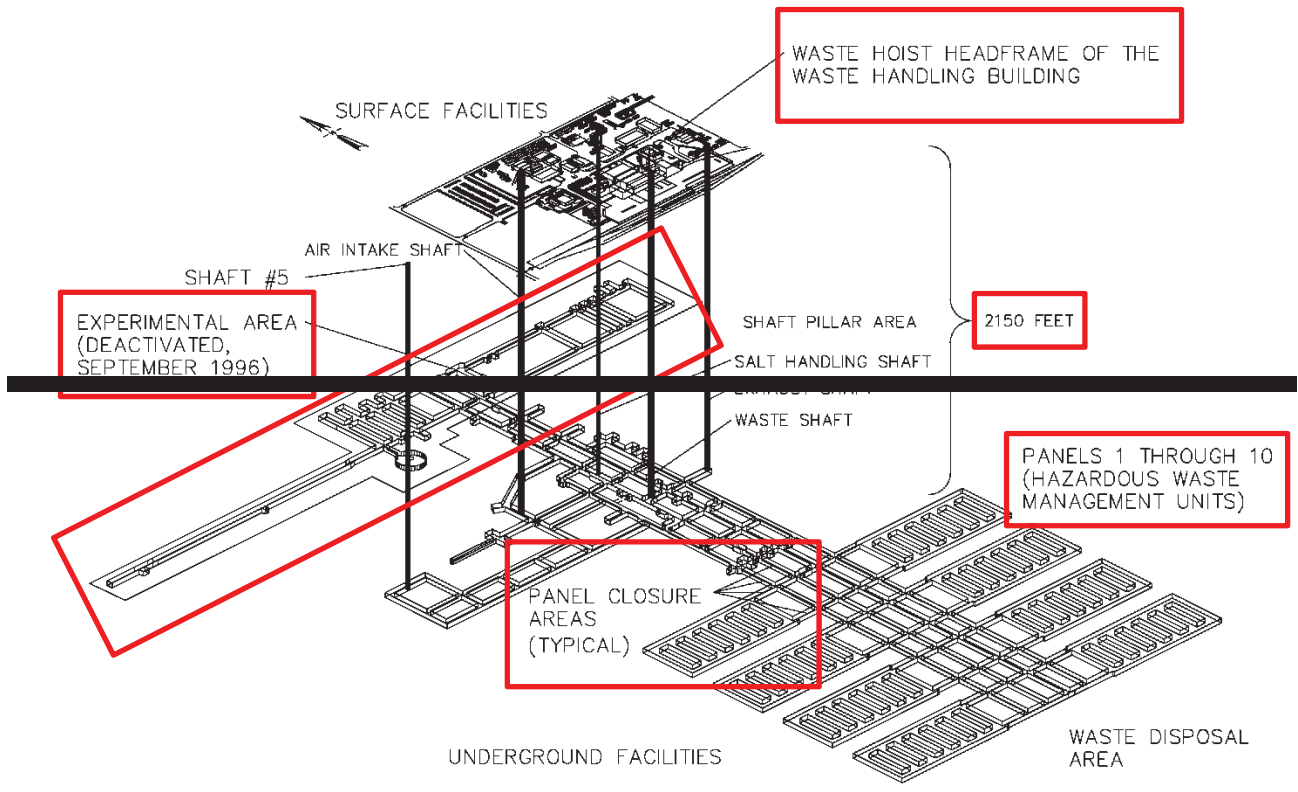 WASTE HOIST HEADFRAME OF THE
WASTE HANDLING BUILDING
SURFACE FACILITIES
AIR INTAKE SHAFT
SHAFT #5
EXPERIMENTAL AREA
(DEACTIVATED,
SEPTEMBER 1996)
SHAFT PILLAR AREA
2150 FEET
SALT HANDLING SHAFT
EXHAUST SHAFT
WASTE SHAFT
PANELS 1 THROUGH 10
(HAZARDOUS WASTE
MANAGEMENT UNITS)
PANEL CLOSURE
AREAS
(TYPICAL)
UNDERGROUND FACILITIES
WASTE DISPOSAL
AREA